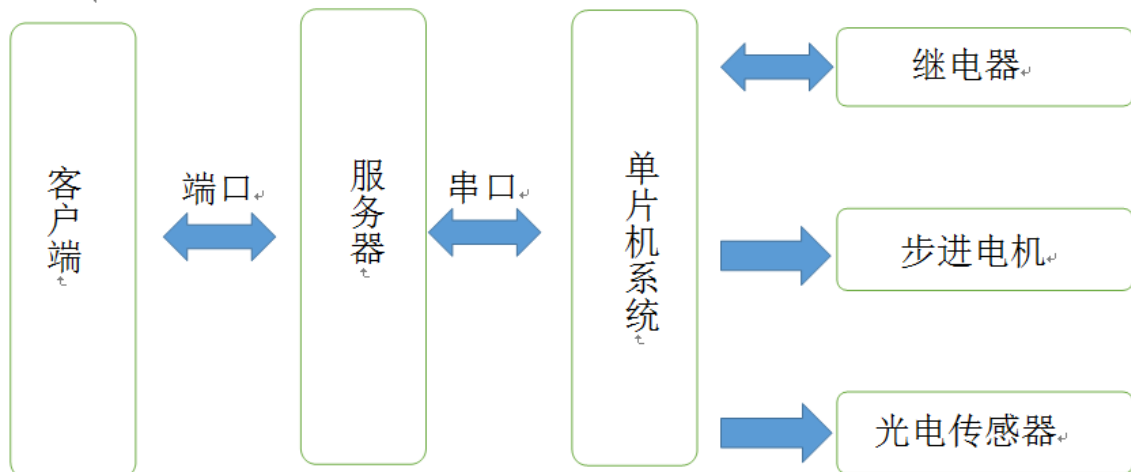 客户端
端口
服务器
串口
单片机系统
继电器
步进电机
光电传感器